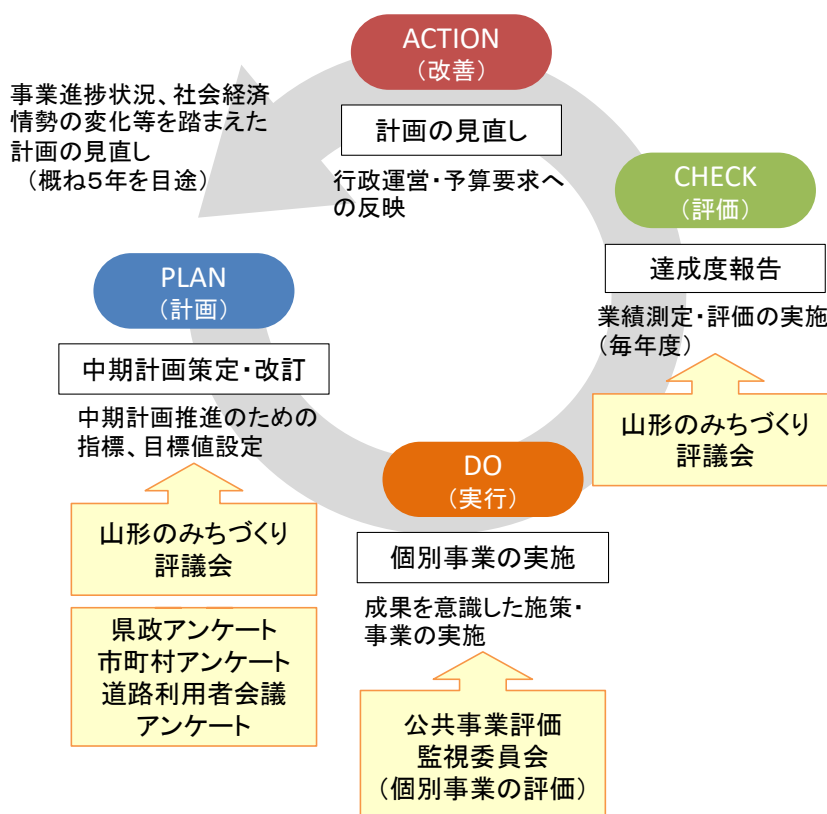 ACTION
（改善）
計画の見直し
行政運営・予算要求へ
の反映
事業進捗状況、社会経済
情勢の変化等を踏まえた
計画の見直し
（概ね５年を目途）
CHECK
（評価）
達成度報告
業績測定・評価の実施
（毎年度）
山形のみちづくり
評議会
PLAN
（計画）
中期計画策定・改訂
中期計画推進のための
指標、目標値設定
山形のみちづくり
評議会
県政アンケート
市町村アンケート
道路利用者会議
アンケート
DO
（実行）
個別事業の実施
成果を意識した施策・
事業の実施
公共事業評価
監視委員会
（個別事業の評価）